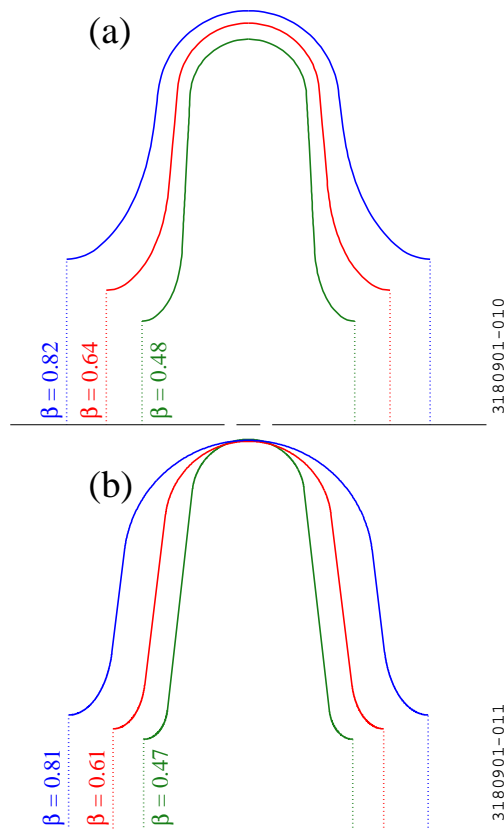 (a)
β = 0.82
β = 0.64
β = 0.48
3180901-010
(b)
β = 0.81
β = 0.61
β = 0.47
3180901-011